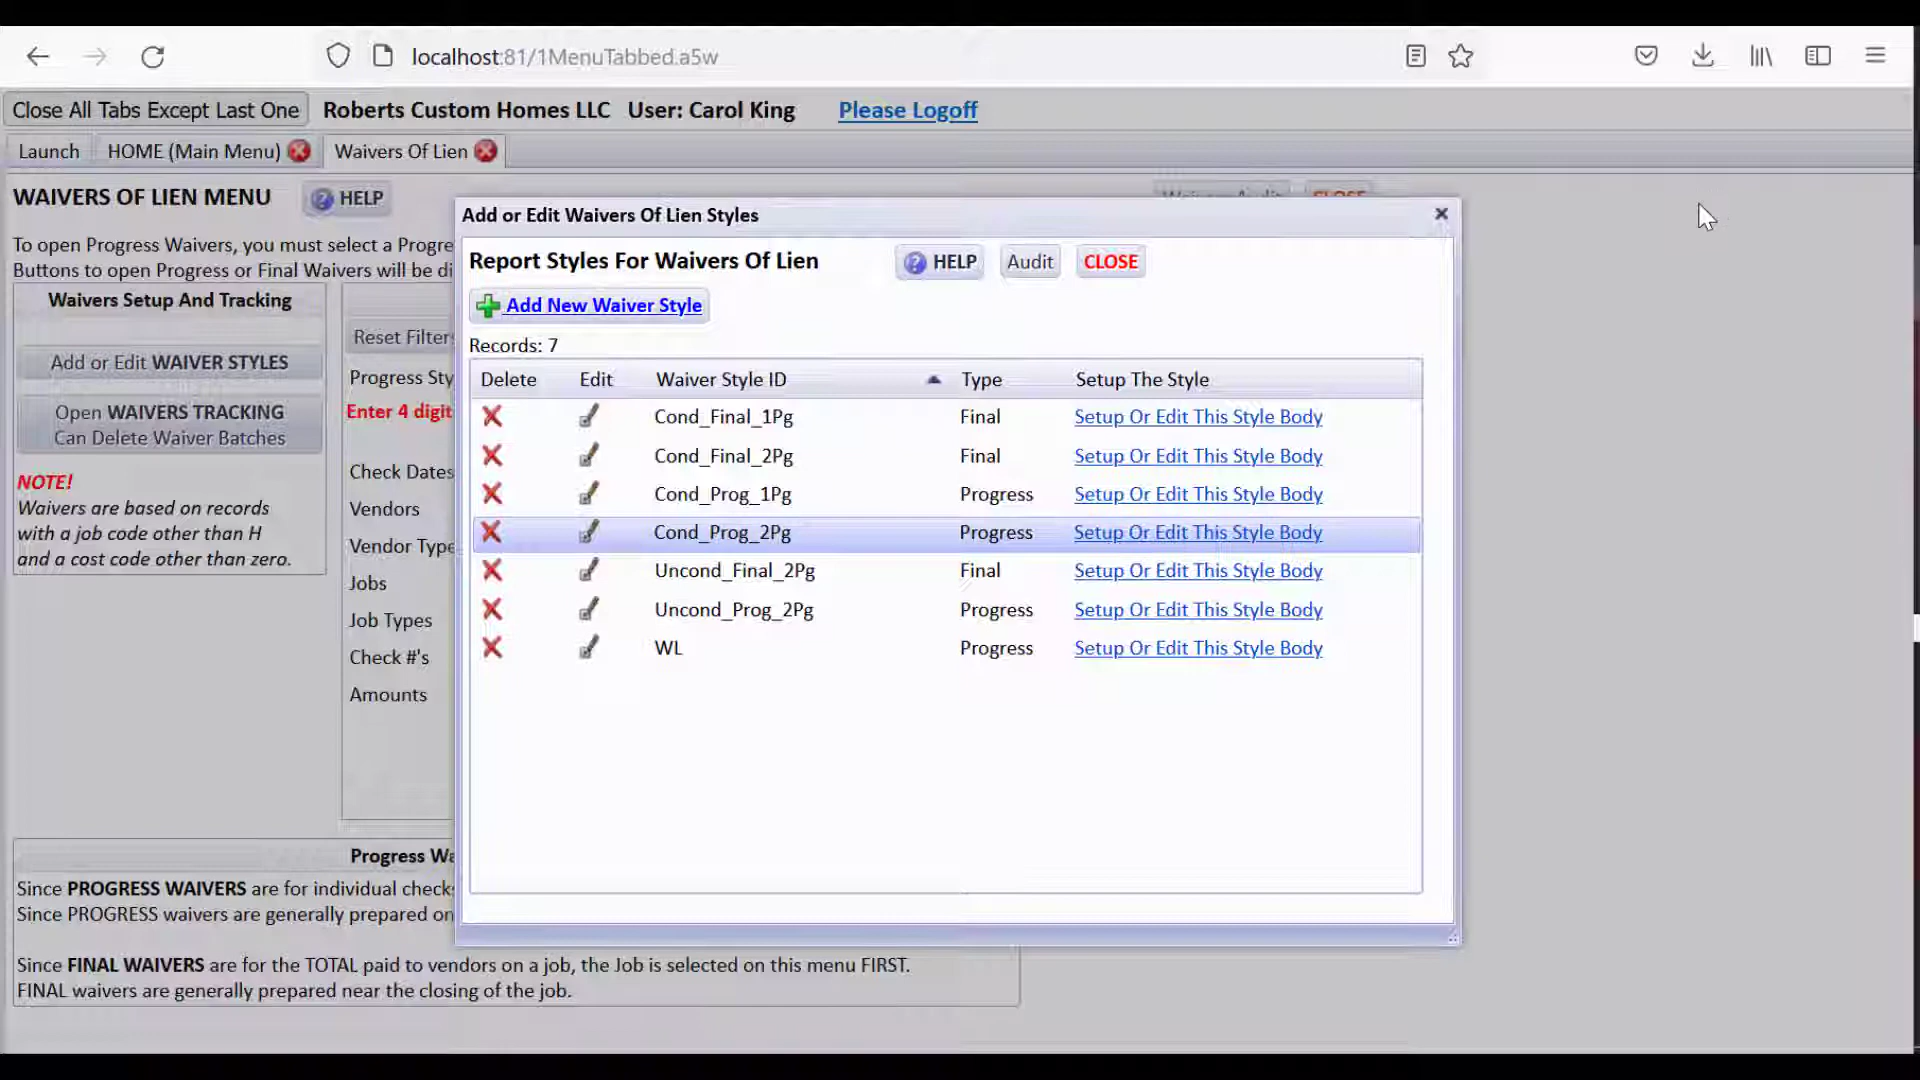 localhost:81/1MenuTabbed.a5w
Close All Tabs Except Last One Roberts Custom Homes LLC User: Carol King Please Logoff
Launch HOME (Main Menu) Waivers Of Lien
WAIVERS OF LIEN MENU HELP
CLOSE
To open Progress Waivers, you must select a Progre
Buttons to open Progress or Final Waivers will be di
Waivers Setup And Tracking
Add or Edit WAIVER STYLES
Open WAIVERS TRACKING
Can Delete Waiver Batches
NOTE!
Waivers are based on records
with a job code other than H
and a cost code other than zero.
Reset Filter
Progress Sty
Enter 4 digit
Check Dates
Vendors
Vendor Type
Jobs
Job Types
Check #'s
Amounts
Add or Edit Waivers Of Lien Styles
Report Styles For Waivers Of Lien HELP Audit CLOSE
Add New Waiver Style
Records: 7
Delete Edit Waiver Style ID Type Setup The Style
Cond_Final_1Pg Final Setup Or Edit This Style Body
Cond_Final_2Pg Final Setup Or Edit This Style Body
Cond_Prog_1Pg Progress Setup Or Edit This Style Body
Cond_Prog_2Pg Progress Setup Or Edit This Style Body
Uncond_Final_2Pg Final Setup Or Edit This Style Body
Uncond_Prog_2Pg Progress Setup Or Edit This Style Body
WL Progress Setup Or Edit This Style Body
Progress Wa
Since PROGRESS WAIVERS are for individual checks
Since PROGRESS waivers are generally prepared on
Since FINAL WAIVERS are for the TOTAL paid to vendors on a job, the Job is selected on this menu FIRST.
FINAL waivers are generally prepared near the closing of the job.